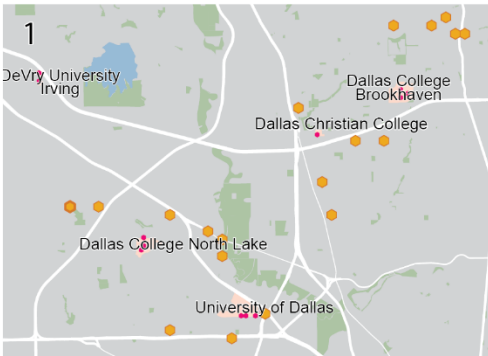 1
DeVry University
Irving
Dallas College
Brookhaven
Dallas Christian College
Dallas College North Lake
University of Dallas